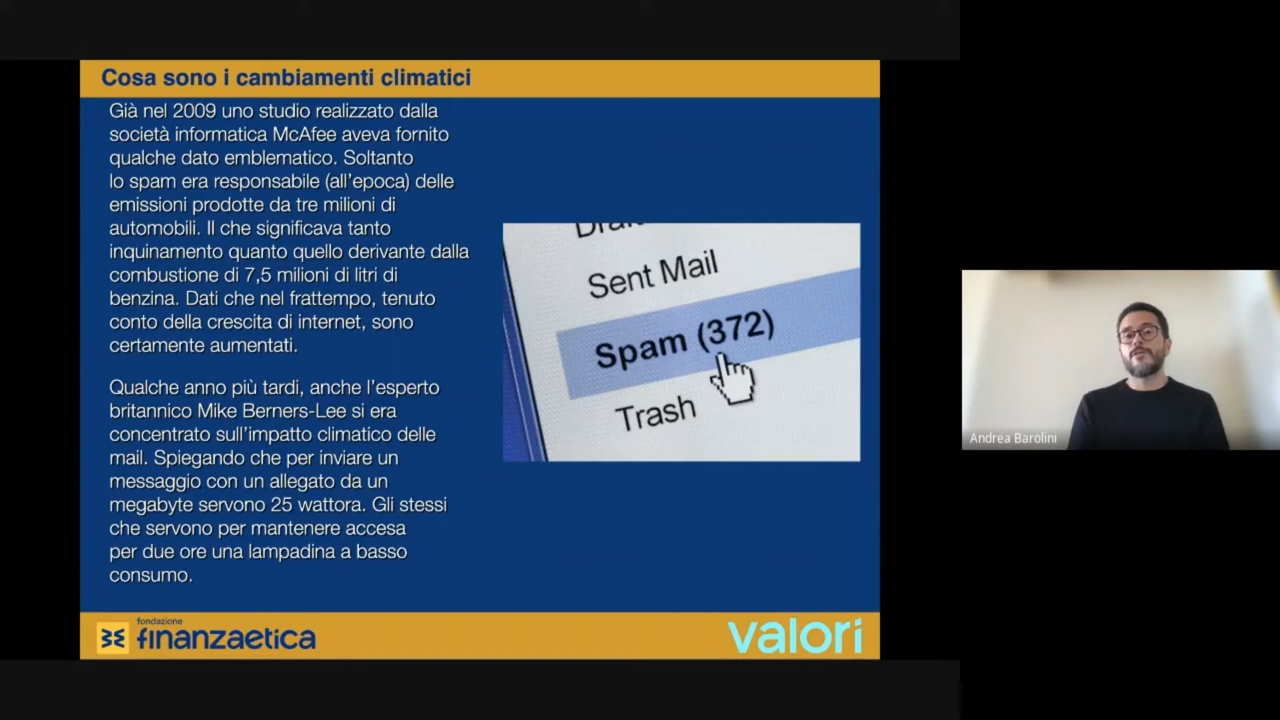 Cosa sono i cambiamenti climatici
Già nel 2009 uno studio realizzato dalla
società informatica McAfee aveva fornito
qualche dato emblematico. Soltanto
lo spam era responsabile (all’epoca) delle
emissioni prodotte da tre milioni di
automobili. Il che significava tanto
inquinamento quanto quello derivante dalla
combustione di 7,5 milioni di litri di
benzina. Dati che nel frattempo, tenuto
conto della crescita di internet, sono
certamente aumentati.
Qualche anno più tardi, anche l’esperto
britannico Mike Berners-Lee si era
concentrato sull’impatto climatico delle
mail. Spiegando che per inviare un
messaggio con un allegato da un
megabyte servono 25 wattora. Gli stessi
che servono per mantenere accesa
per due ore una lampadina a basso
consumo.
Sent Mail
Spam (372)
Trash
Andrea Barolini
fondazione
finanzaetica
valori